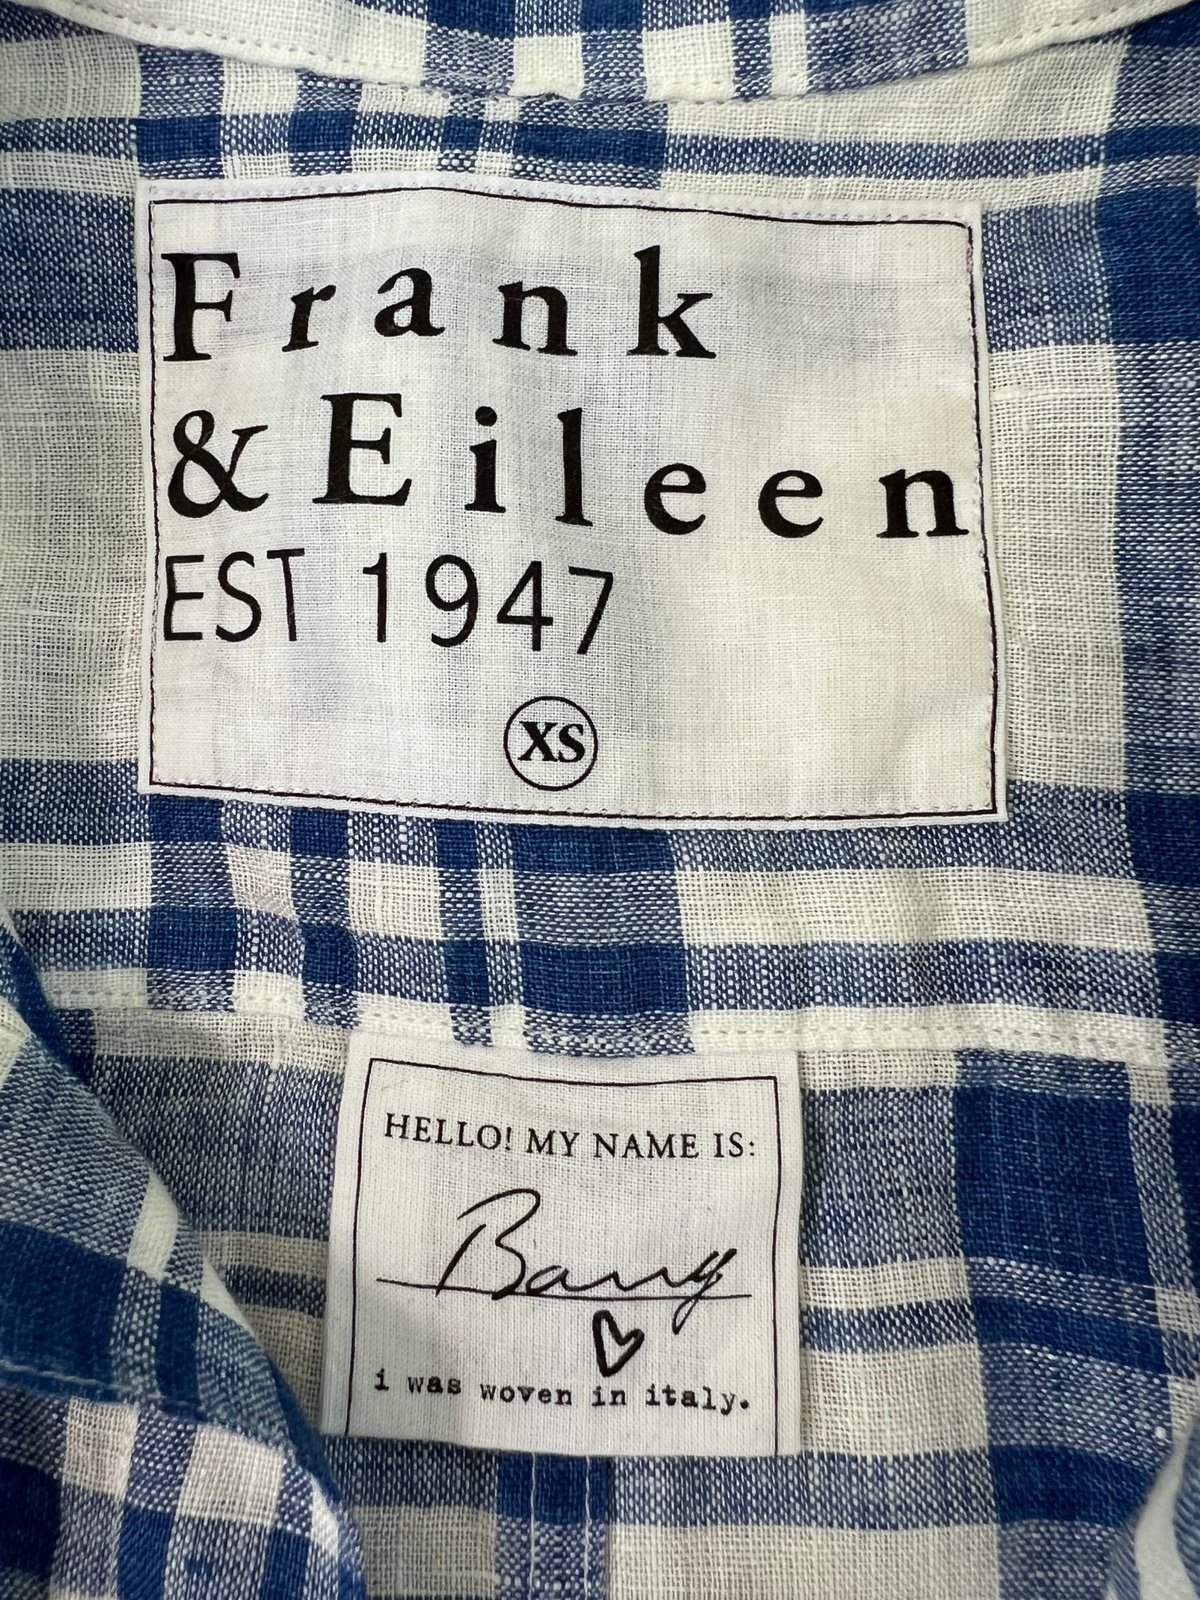 Frank
& Eileen
EST 1947
XS
HELLO! MY NAME IS:
Barry
i was woven in italy.